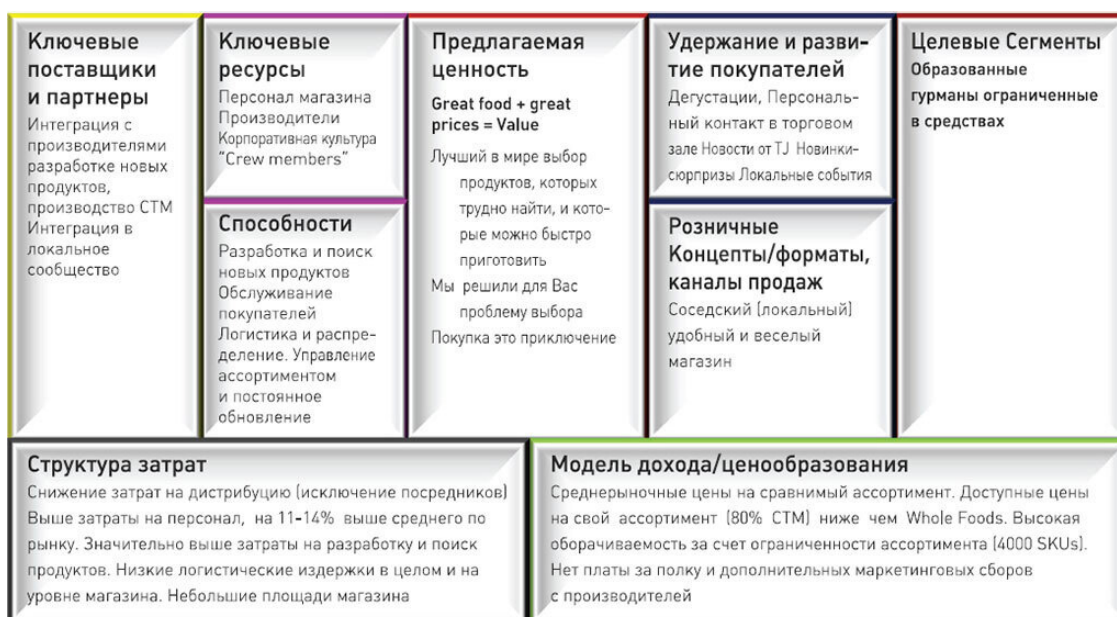 Ключевые
поставщики
и партнеры
Интеграция с
производителями
разработке новых
продуктов,
производство СТМ
Интеграция в
локальное
сообщество
Ключевые
ресурсы
Персонал магазина
Производители
Корпоративная культура
“Crew members”
Способности
Разработка и поиск
новых продуктов
Обслуживание
покупателей
Логистика и распре-
деление. Управление
ассортиментом
и постоянное
обновление
Предлагаемая
ценность
Great food + great
prices = Value
Лучший в мире выбор
продуктов, которых
трудно найти, и кото-
рые можно быстро
приготовить
Мы решили для Вас
проблему выбора
Покупка это приключение
Удержание и разви-
тие покупателей
Дегустации, Персональ-
ный контакт в торговом
зале Новости от TJ Новинки-
сюрпризы Локальные события
Розничные
Концепты/форматы,
каналы продаж
Соседский (локальный)
удобный и веселый
магазин
Целевые Сегменты
Образованные
гурманы ограниченные
в средствах
Структура затрат
Снижение затрат на дистрибуцию (исключение посредников)
Выше затраты на персонал, на 11-14% выше среднего по
рынку. Значительно выше затраты на разработку и поиск
продуктов. Низкие логистические издержки в целом и на
уровне магазина. Небольшие площади магазина
Модель дохода/ценообразования
Среднерыночные цены на сравнимый ассортимент. Доступные цены
на свой ассортимент (80% СТМ) ниже чем Whole Foods. Высокая
оборачиваемость за счет ограниченности ассортимента (4000 SKUs).
Нет платы за полку и дополнительных маркетинговых сборов
с производителей